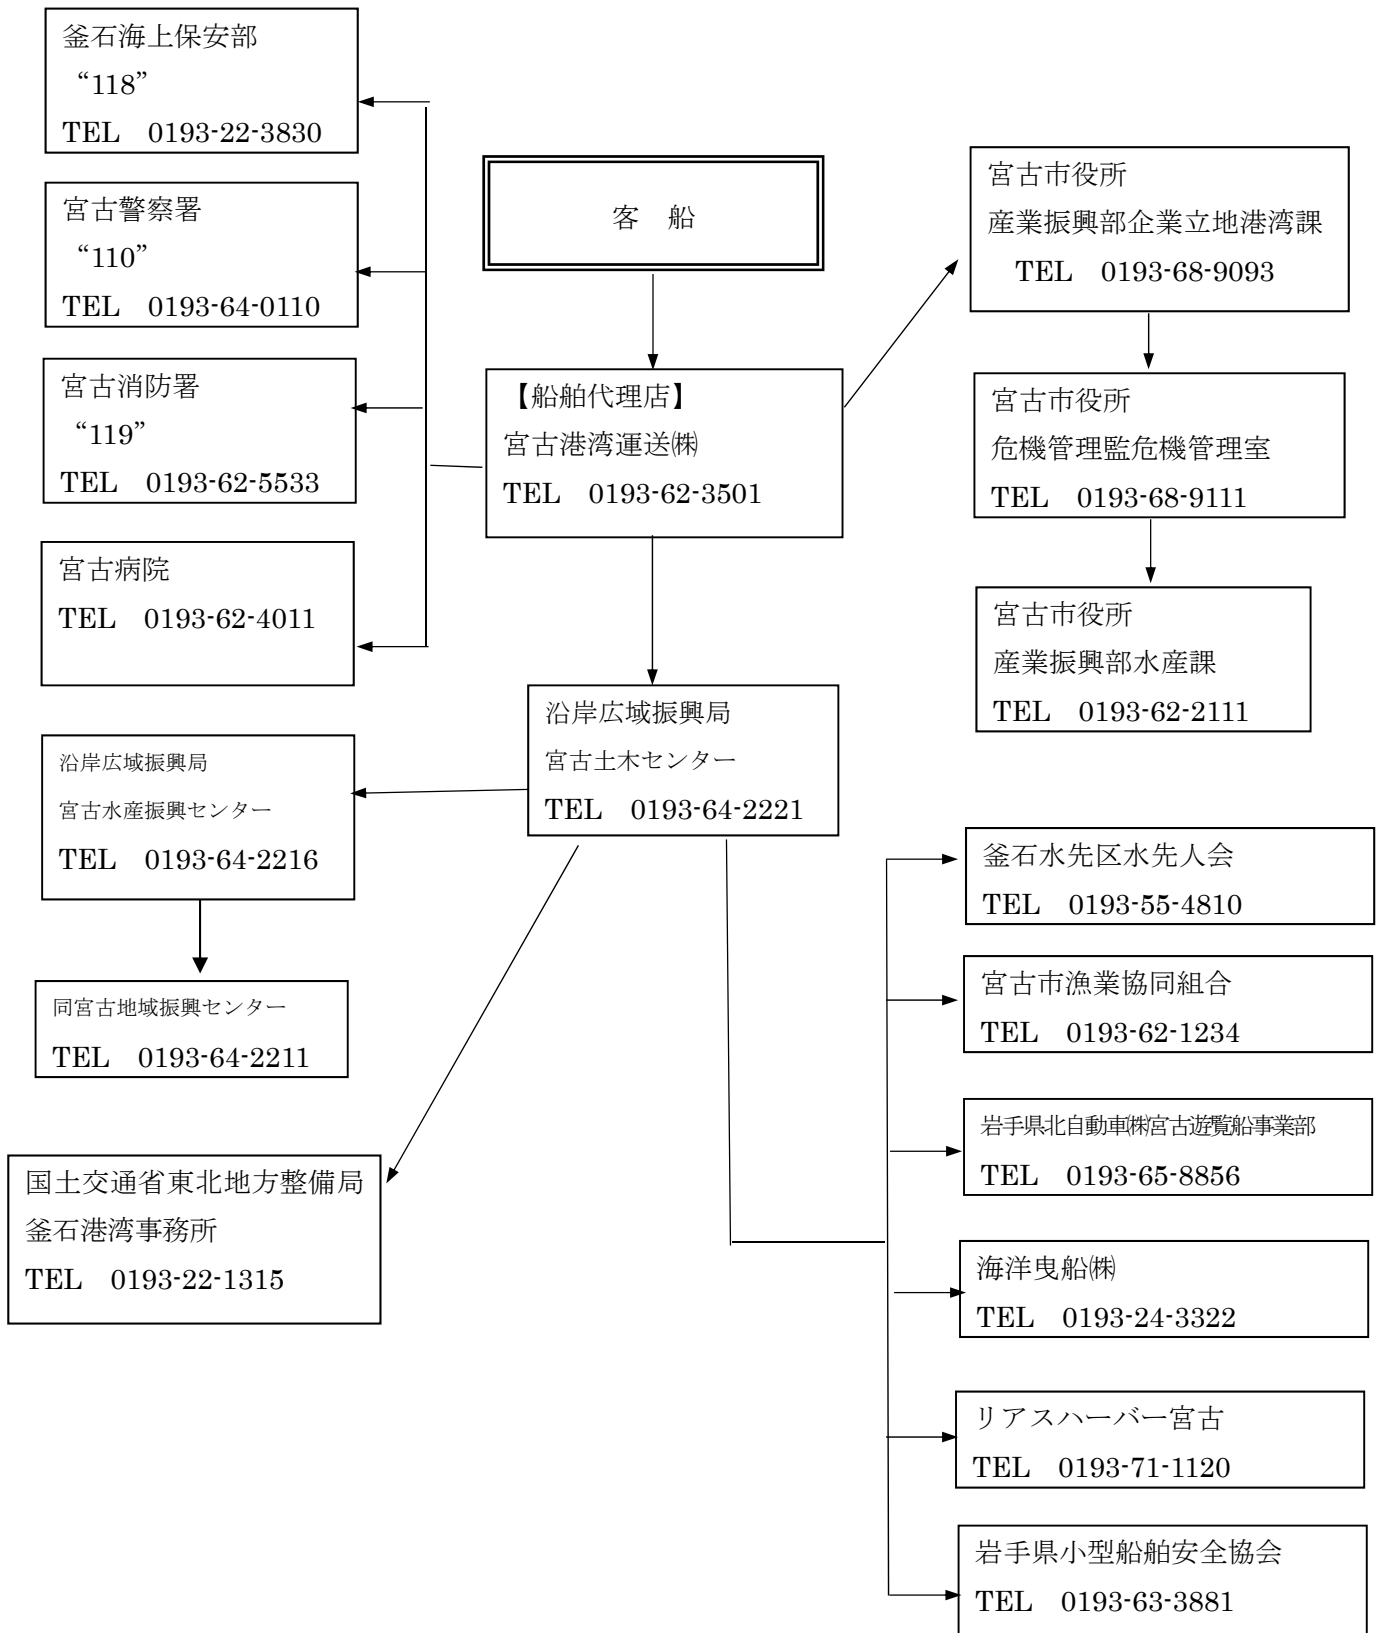 釜石海上保安部
“118”
TEL 0193-22-3830
宮古警察署
“110”
TEL 0193-64-0110
宮古消防署
“119”
TEL 0193-62-5533
宮古病院
TEL 0193-62-4011
客 船
【船舶代理店】
宮古港湾運送㈱
TEL 0193-62-3501
宮古市役所
産業振興部企業立地港湾課
TEL 0193-68-9093
宮古市役所
危機管理監危機管理室
TEL 0193-68-9111
宮古市役所
産業振興部水産課
TEL 0193-62-2111
沿岸広域振興局
宮古土木センター
TEL 0193-64-2221
沿岸広域振興局
宮古水産振興センター
TEL 0193-64-2216
同宮古地域振興センター
TEL 0193-64-2211
国土交通省東北地方整備局
釜石港湾事務所
TEL 0193-22-1315
釜石水先区水先人会
TEL 0193-55-4810
宮古市漁業協同組合
TEL 0193-62-1234
岩手県北自動車㈱宮古遊覧船事業部
TEL 0193-65-8856
海洋曳船㈱
TEL 0193-24-3322
リアスハーバー宮古
TEL 0193-71-1120
岩手県小型船舶安全協会
TEL 0193-63-3881